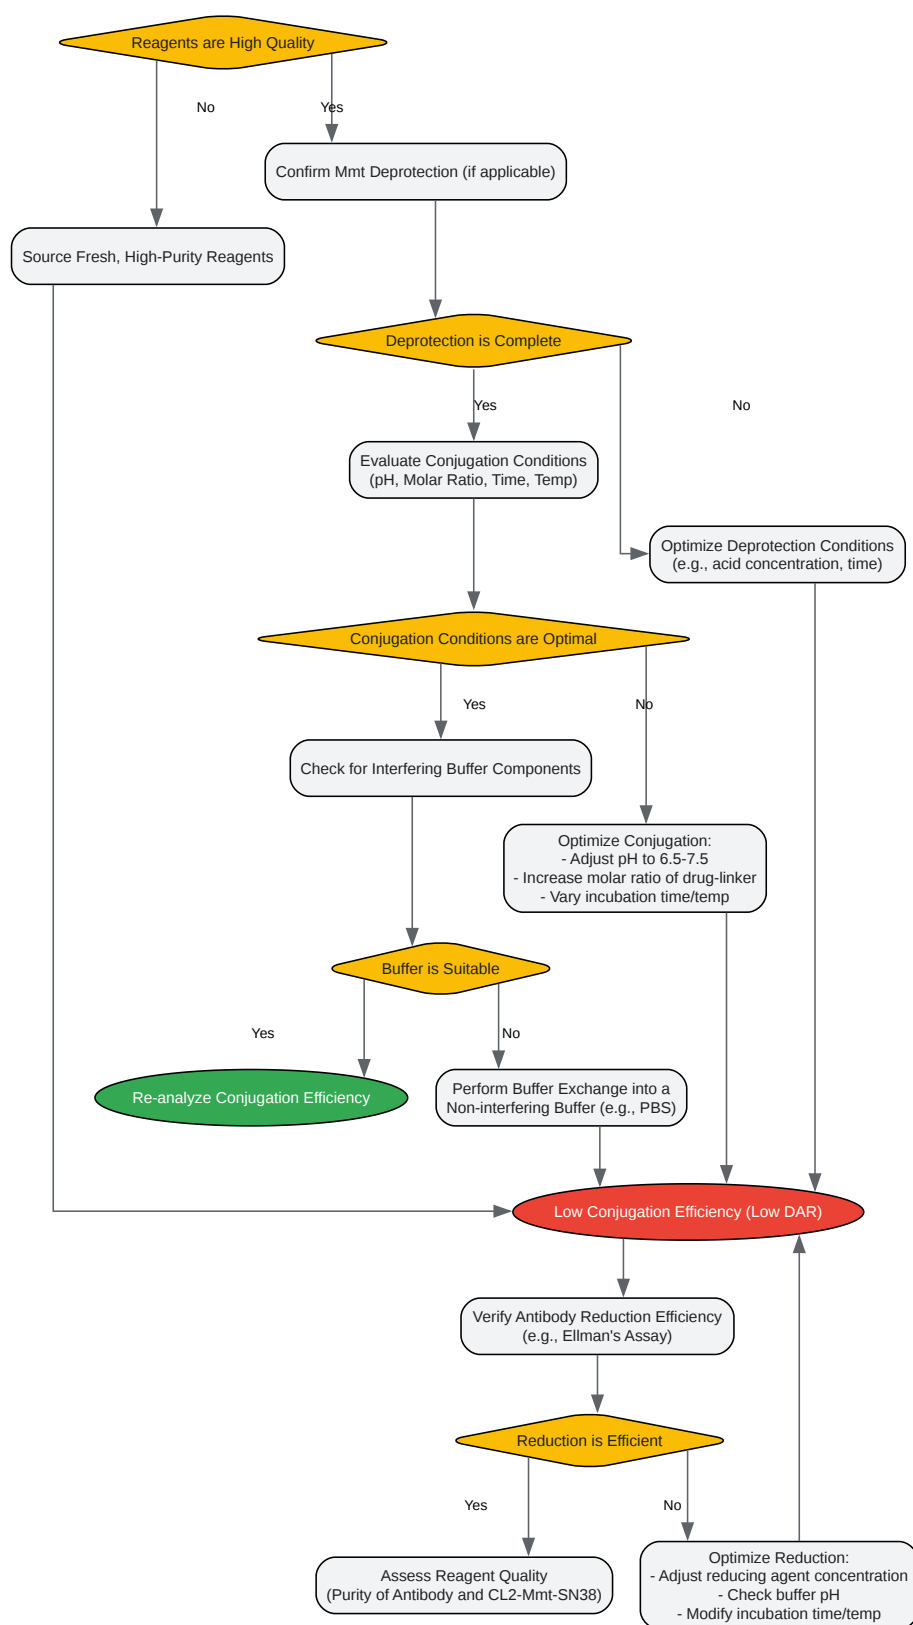 Reagents are High Quality
No
Yes
Confirm Mmt Deprotection (if applicable)
Source Fresh, High-Purity Reagents
Deprotection is Complete
Yes
No
Evaluate Conjugation Conditions
(pH, Molar Ratio, Time, Temp)
Optimize Deprotection Conditions
(e.g., acid concentration, time)
Conjugation Conditions are Optimal
Yes
No
Check for Interfering Buffer Components
Optimize Conjugation:
- Adjust pH to 6.5-7.5
- Increase molar ratio of drug-linker
- Vary incubation time/temp
Buffer is Suitable
Yes
No
Re-analyze Conjugation Efficiency
Perform Buffer Exchange into a
Non-interfering Buffer (e.g., PBS)
Low Conjugation Efficiency (Low DAR)
Verify Antibody Reduction Efficiency
(e.g., Ellman's Assay)
Reduction is Efficient
Yes
No
Assess Reagent Quality
(Purity of Antibody and CL2-Mmt-SN38)
Optimize Reduction:
- Adjust reducing agent concentration
- Check buffer pH
- Modify incubation time/temp